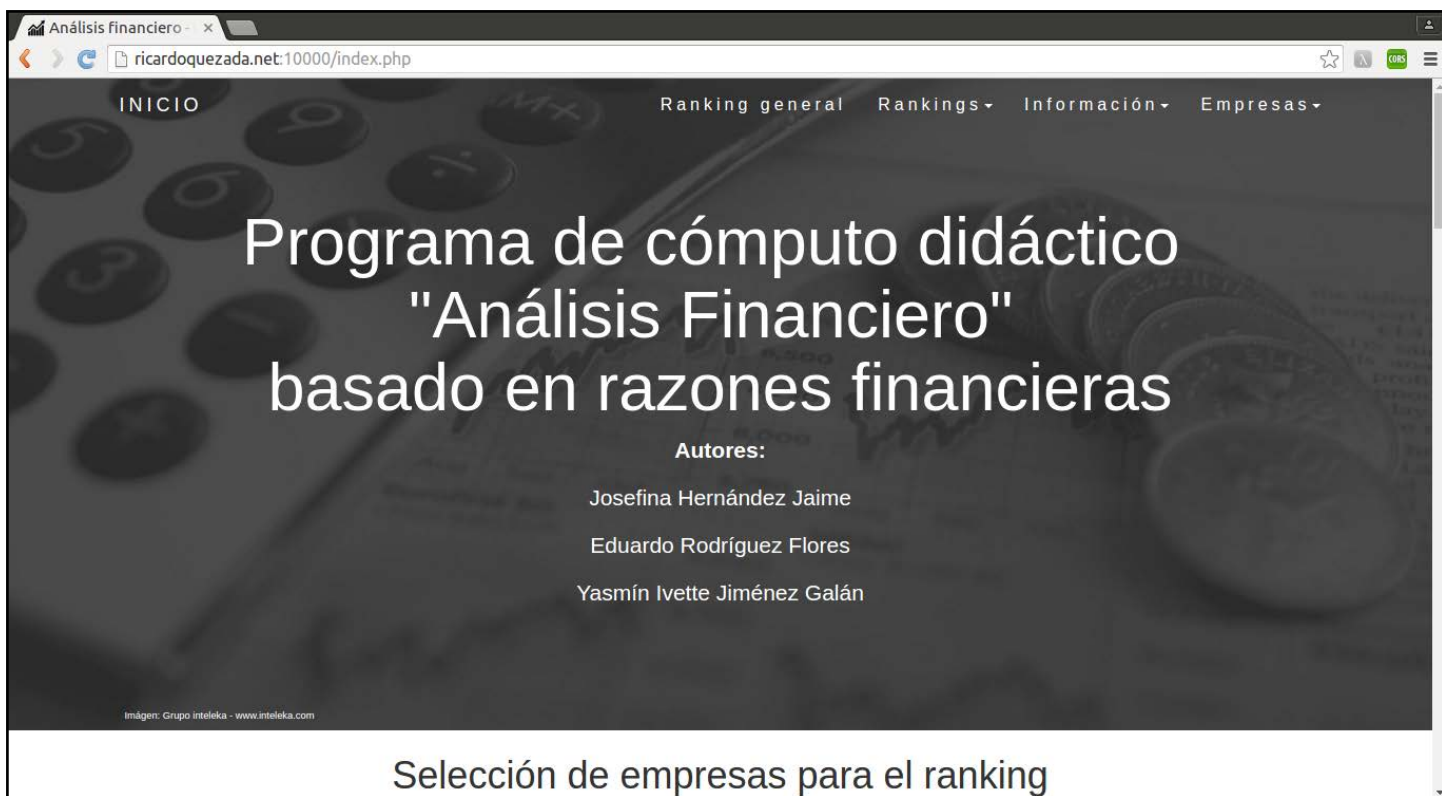 Análisis financiero -
ricardoquezada.net:10000/index.php
CORS
INICIO
Ranking general Rankings Información Empresas
Programa de cómputo didáctico
"Análisis Financiero"
basado en razones financieras
Autores:
Josefina Hernández Jaime
Eduardo Rodríguez Flores
Yasmín Ivette Jiménez Galán
Imágen: Grupo inteleka - www.inteleka.com
Selección de empresas para el ranking